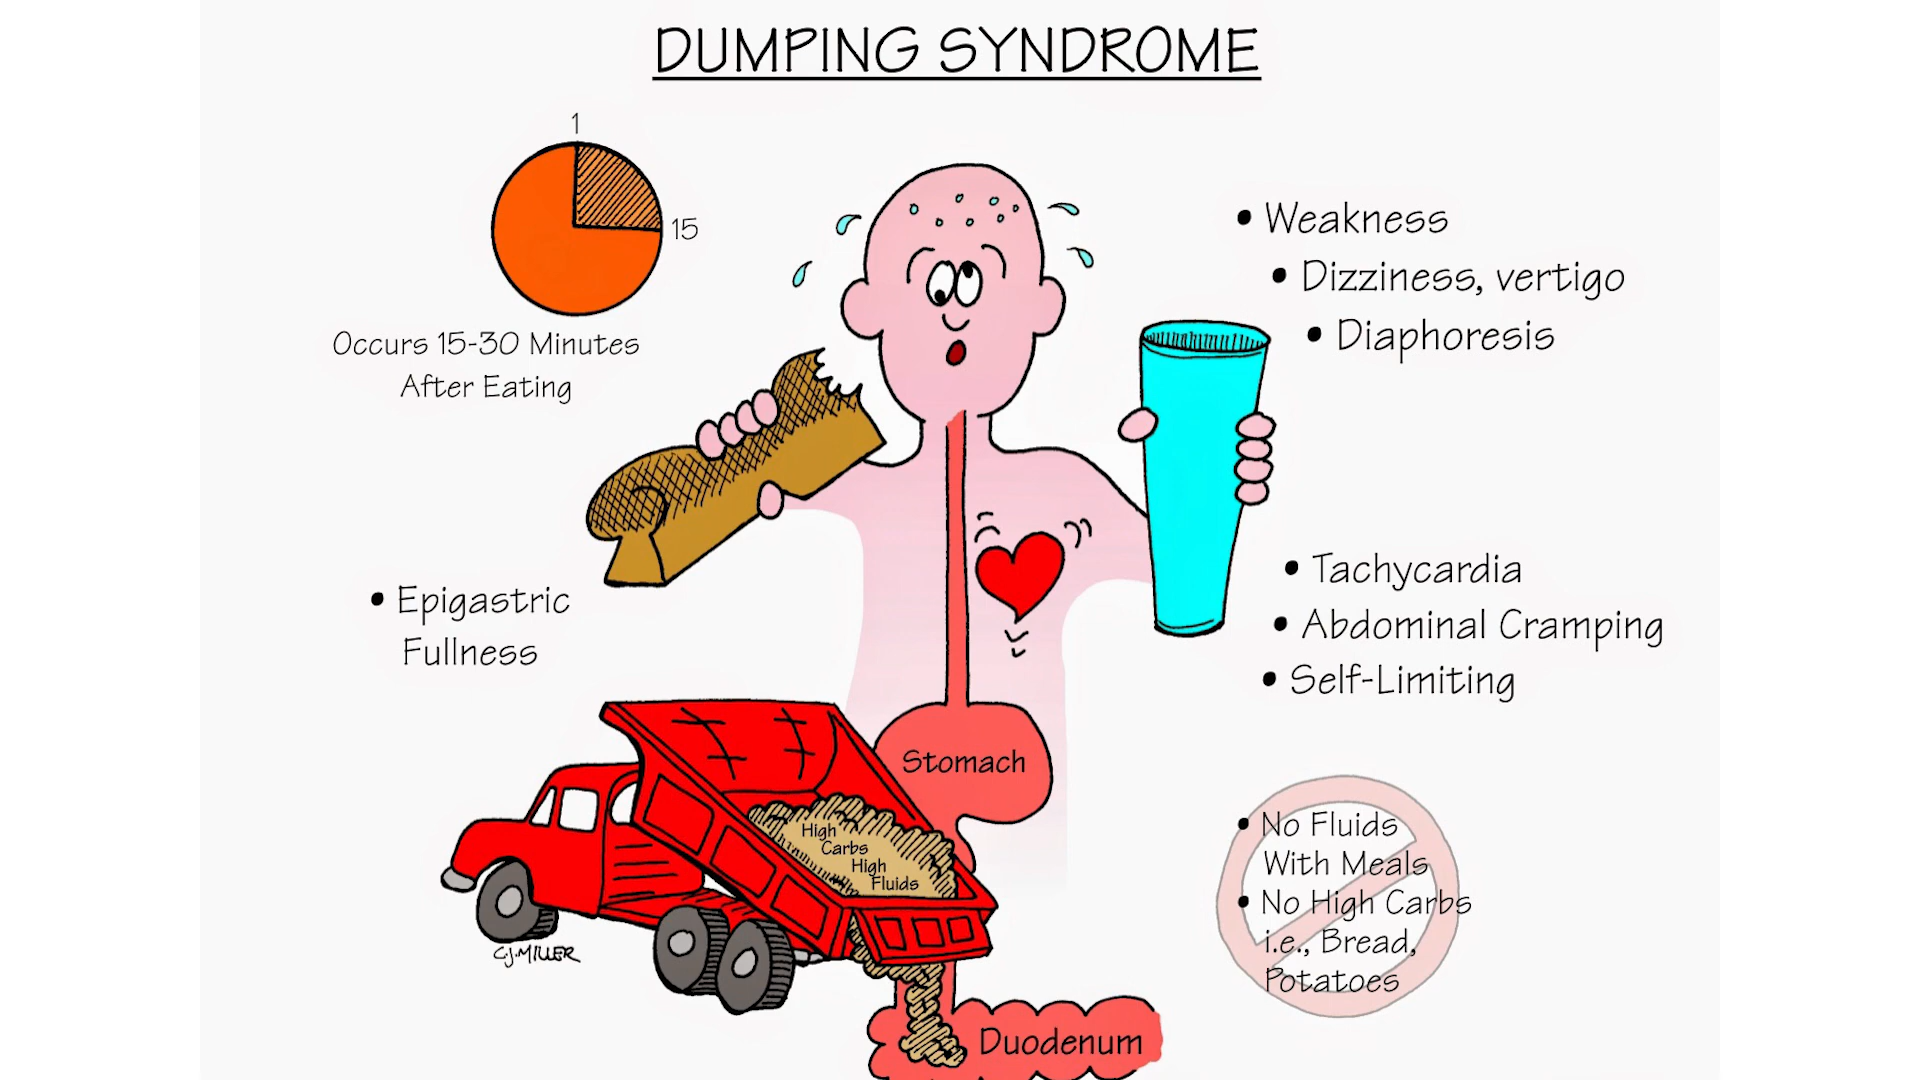 DUMPING SYNDROME
1
15
Occurs 15-30 Minutes
After Eating
• Weakness
• Dizziness, vertigo
• Diaphoresis
• Epigastric
Fullness
• Tachycardia
• Abdominal Cramping
• Self-Limiting
Stomach
High
Carbs
High
Fluids
C.J.MILLER
• No Fluids
With Meals
• No High Carbs
i.e., Bread,
Potatoes
Duodenum